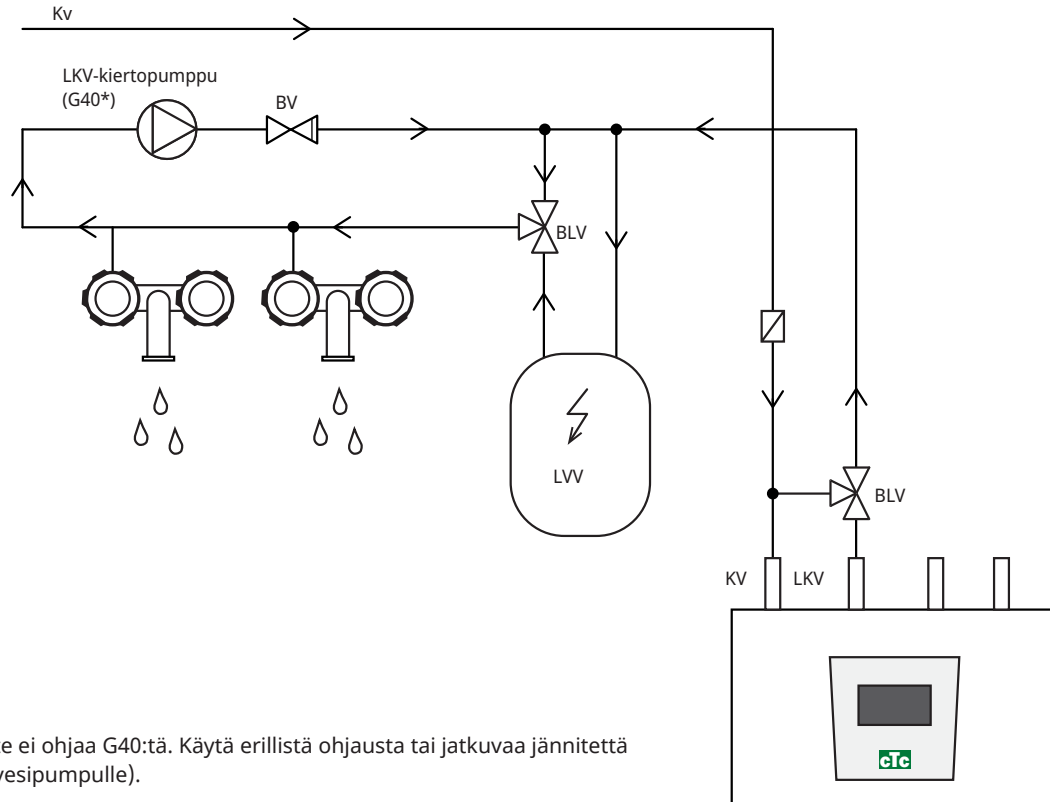 Kv
LKV-kiertopumppu
(G40*)
BV
BLV
LVV
BLV
KV
LKV
ei ohjaa G40:tä. Käytä erillistä ohjausta tai jatkuvaa jännitettä
cTc